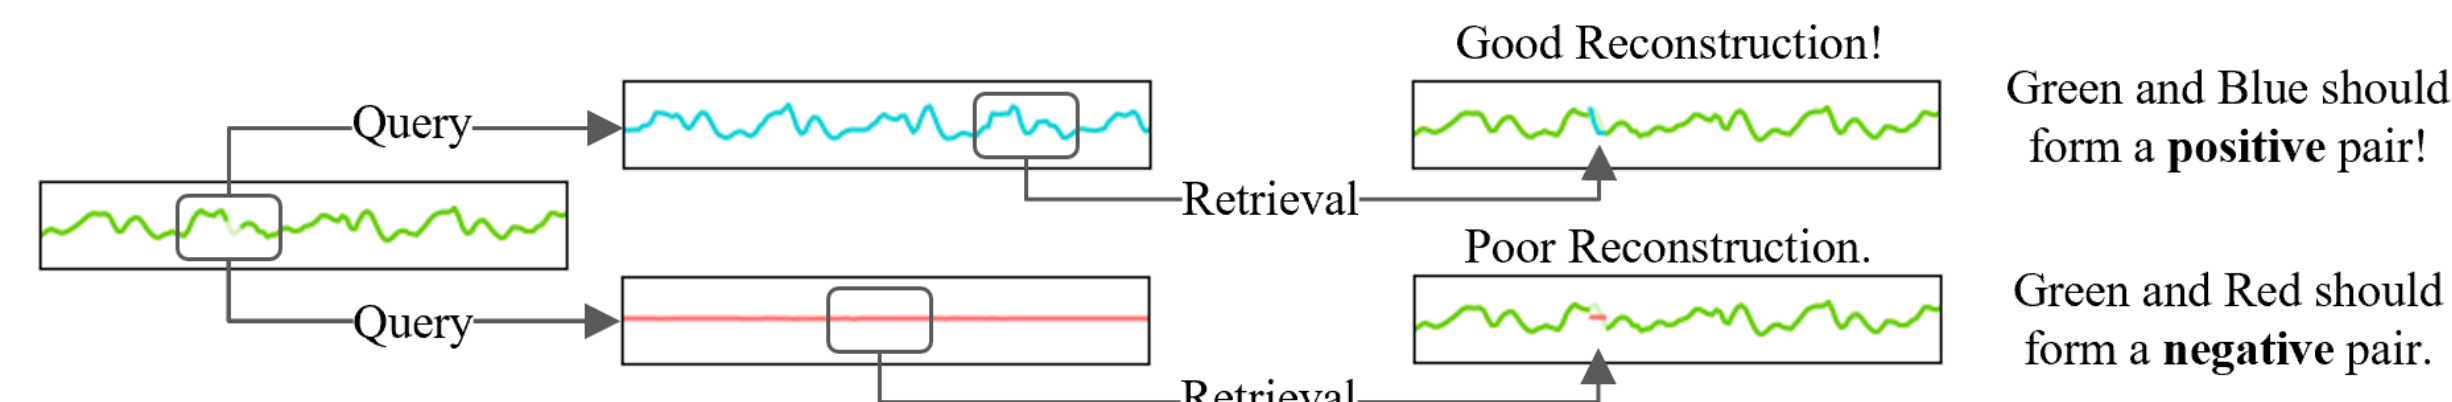 Good Reconstruction!
Query
Green and Blue should
form a positive pair!
Retrieval
Poor Reconstruction.
Query
Green and Red should
form a negative pair.
Retrieval